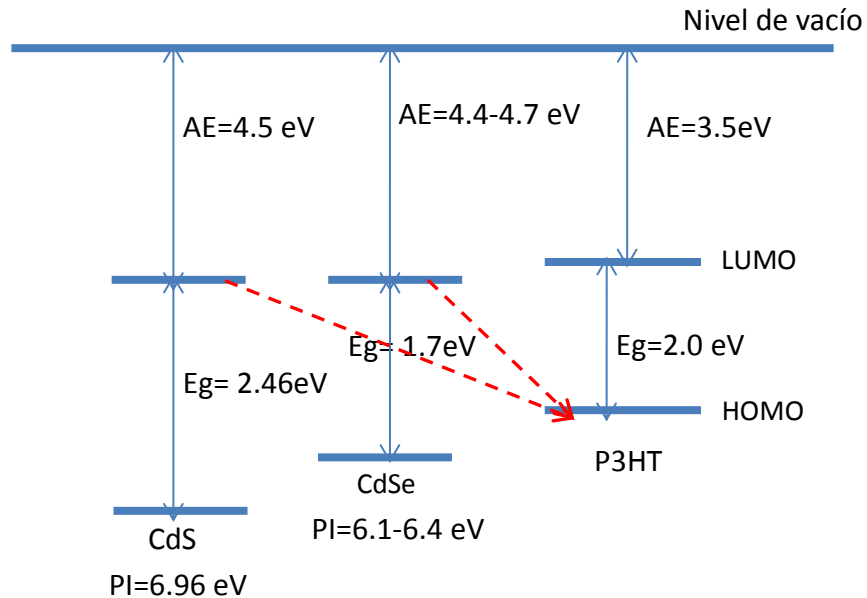 Nivel de vacío
AE=4.5 eV
AE=4.4-4.7 eV
AE=3.5eV
LUMO
Eg= 1.7eV
Eg=2.0 eV
Eg= 2.46eV
HOMO
P3HT
CdSe
PI=6.1-6.4 eV
CdS
PI=6.96 eV